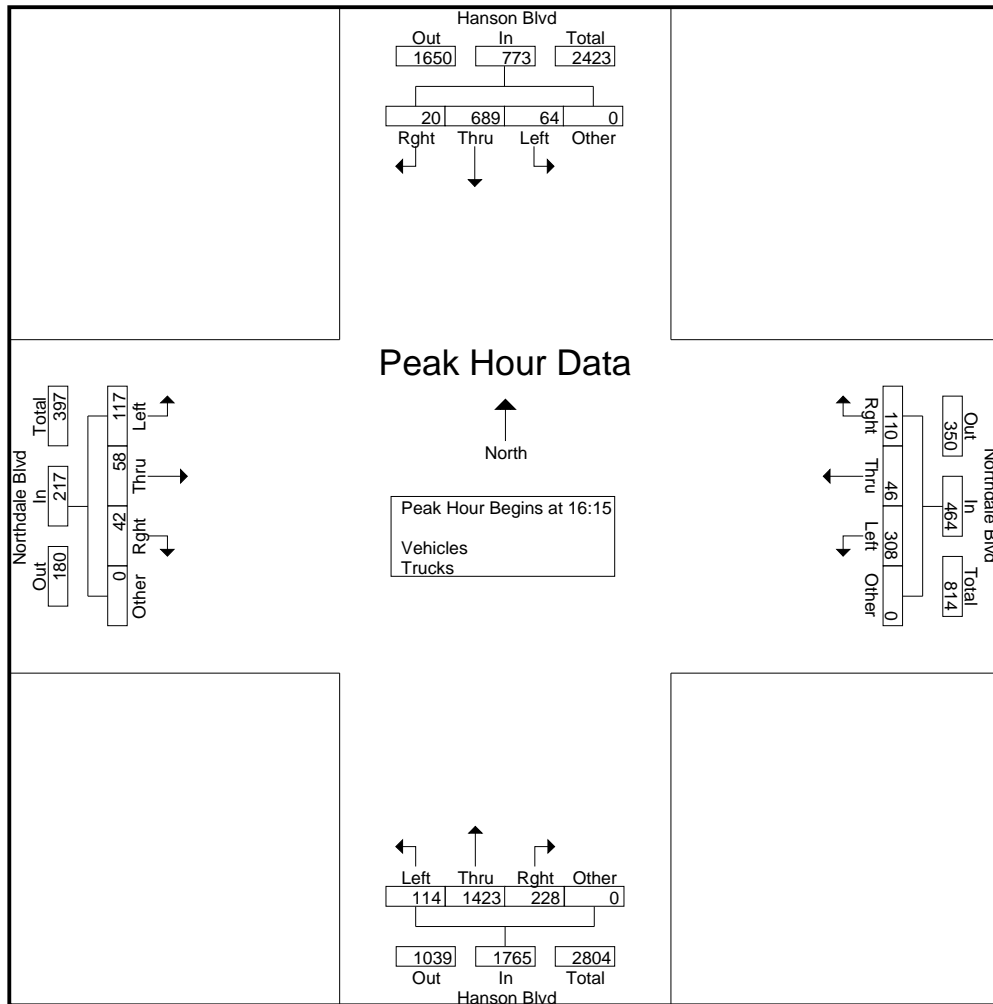 Hanson Blvd
Out In Total
1650 773 2423
20 689 64 0
Rght Thru Left Other
Peak Hour Data
North
Peak Hour Begins at 16:15
Vehicles
Trucks
Northdale Blvd
Total In Out
397 217 180
117 58 42 0
Left Thru Rght Other
Northdale Blvd
Out In Total
350 464 814
110 46 308 0
Rght Thru Left Other
Left Thru Rght Other
114 1423 228 0
1039 1765 2804
Out In Total
Hanson Blvd